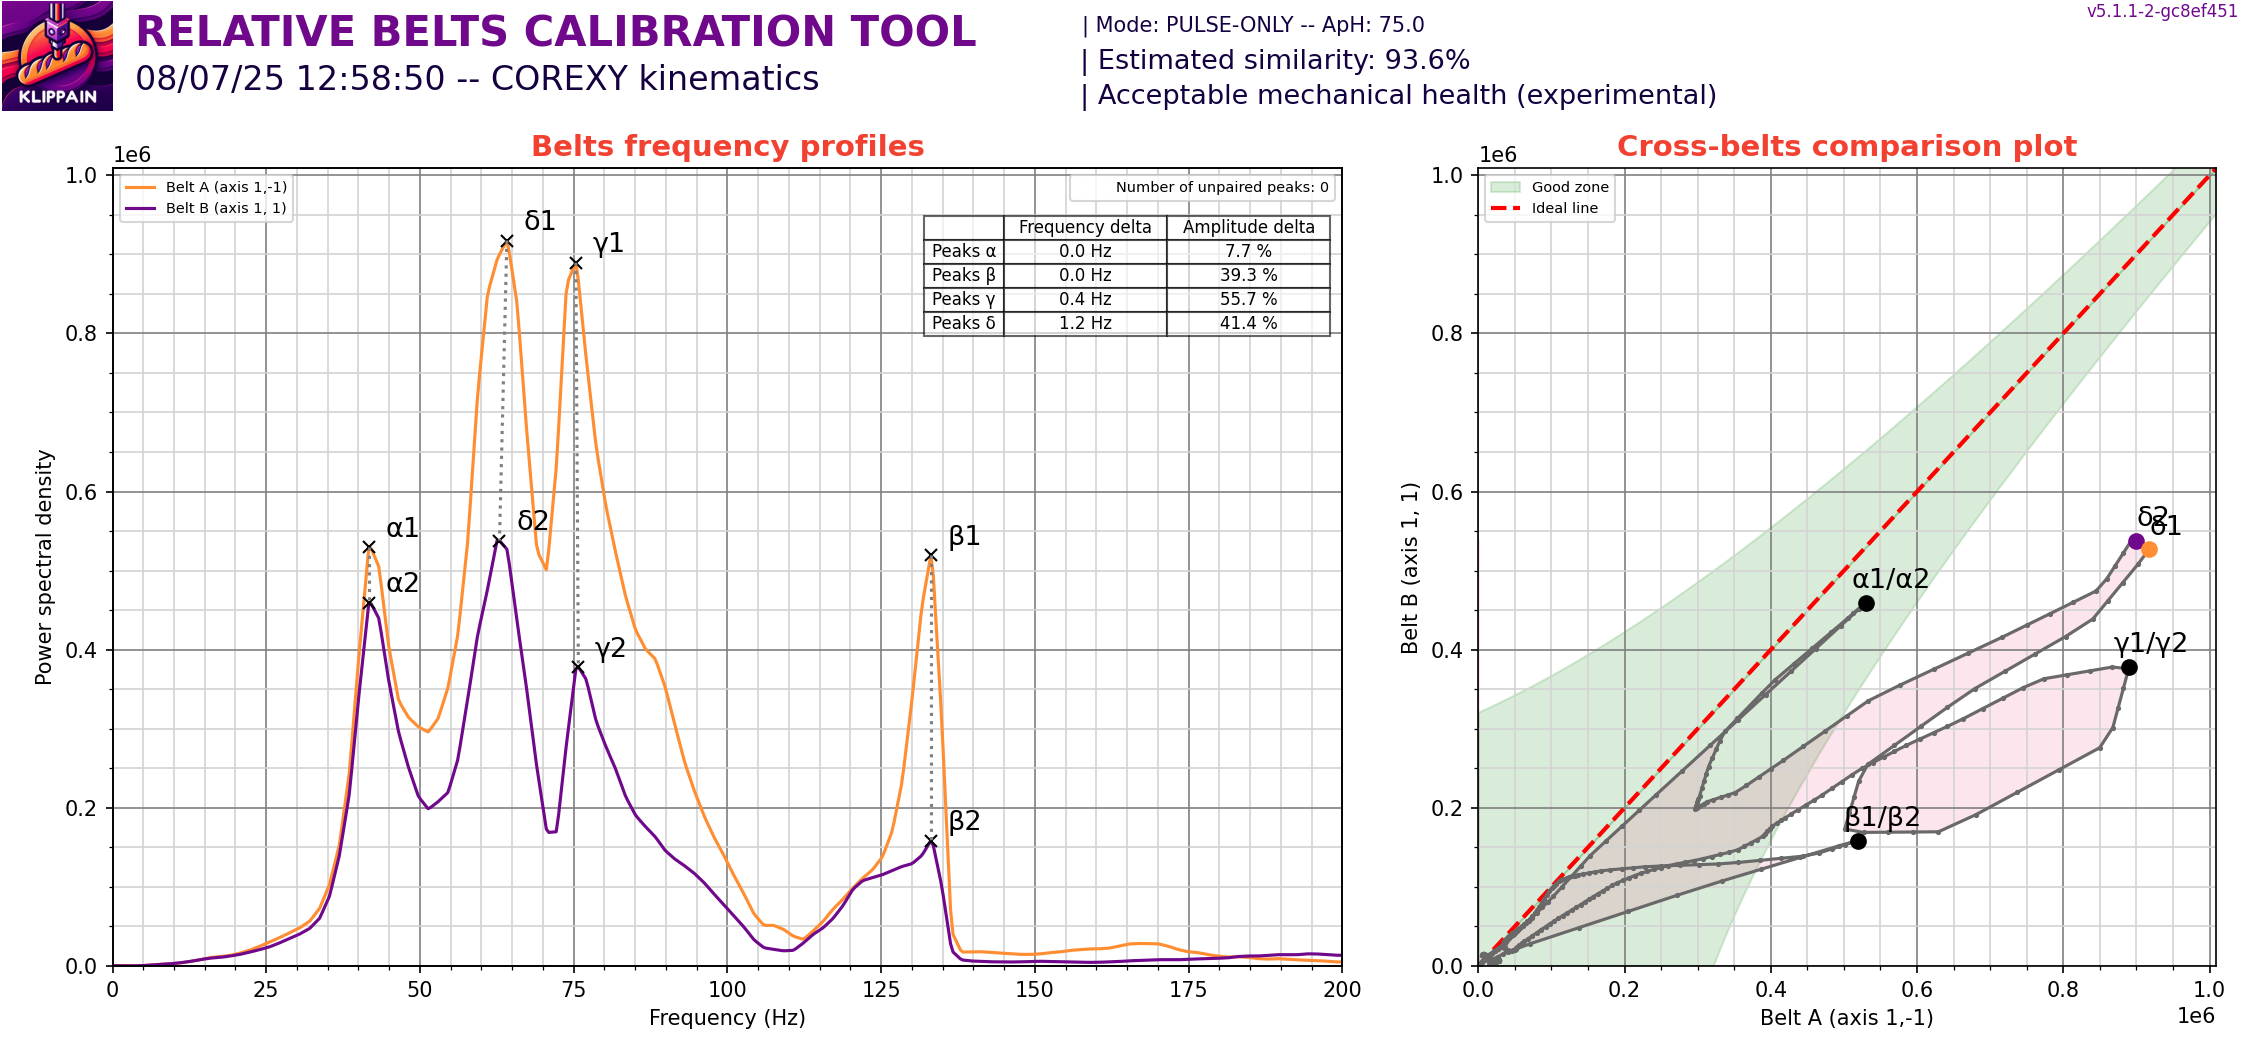 KLIPPAIN
RELATIVE BELTS CALIBRATION TOOL
08/07/25 12:58:50 -- COREXY kinematics
| Mode: PULSE-ONLY -- ApH: 75.0
| Estimated similarity: 93.6%
| Acceptable mechanical health (experimental)
v5.1.1-2-gc8ef451
Belts frequency profiles
1e6
Belt A (axis 1,-1)
Belt B (axis 1, 1)
Number of unpaired peaks: 0
Frequency delta Amplitude delta
Peaks α 0.0 Hz 7.7 %
Peaks β 0.0 Hz 39.3 %
Peaks γ 0.4 Hz 55.7 %
Peaks δ 1.2 Hz 41.4 %
δ1
γ1
α1
α2
δ2
γ2
β1
β2
1.0
0.8
0.6
0.4
0.2
0.0
Power spectral density
0 25 50 75 100 125 150 175 200
Frequency (Hz)
Cross-belts comparison plot
1e6
Good zone
Ideal line
δ2
δ1
α1/α2
γ1/γ2
β1/β2
1.0
0.8
0.6
0.4
0.2
0.0
Belt B (axis 1, 1)
0.0 0.2 0.4 0.6 0.8 1.0
Belt A (axis 1,-1)
1e6